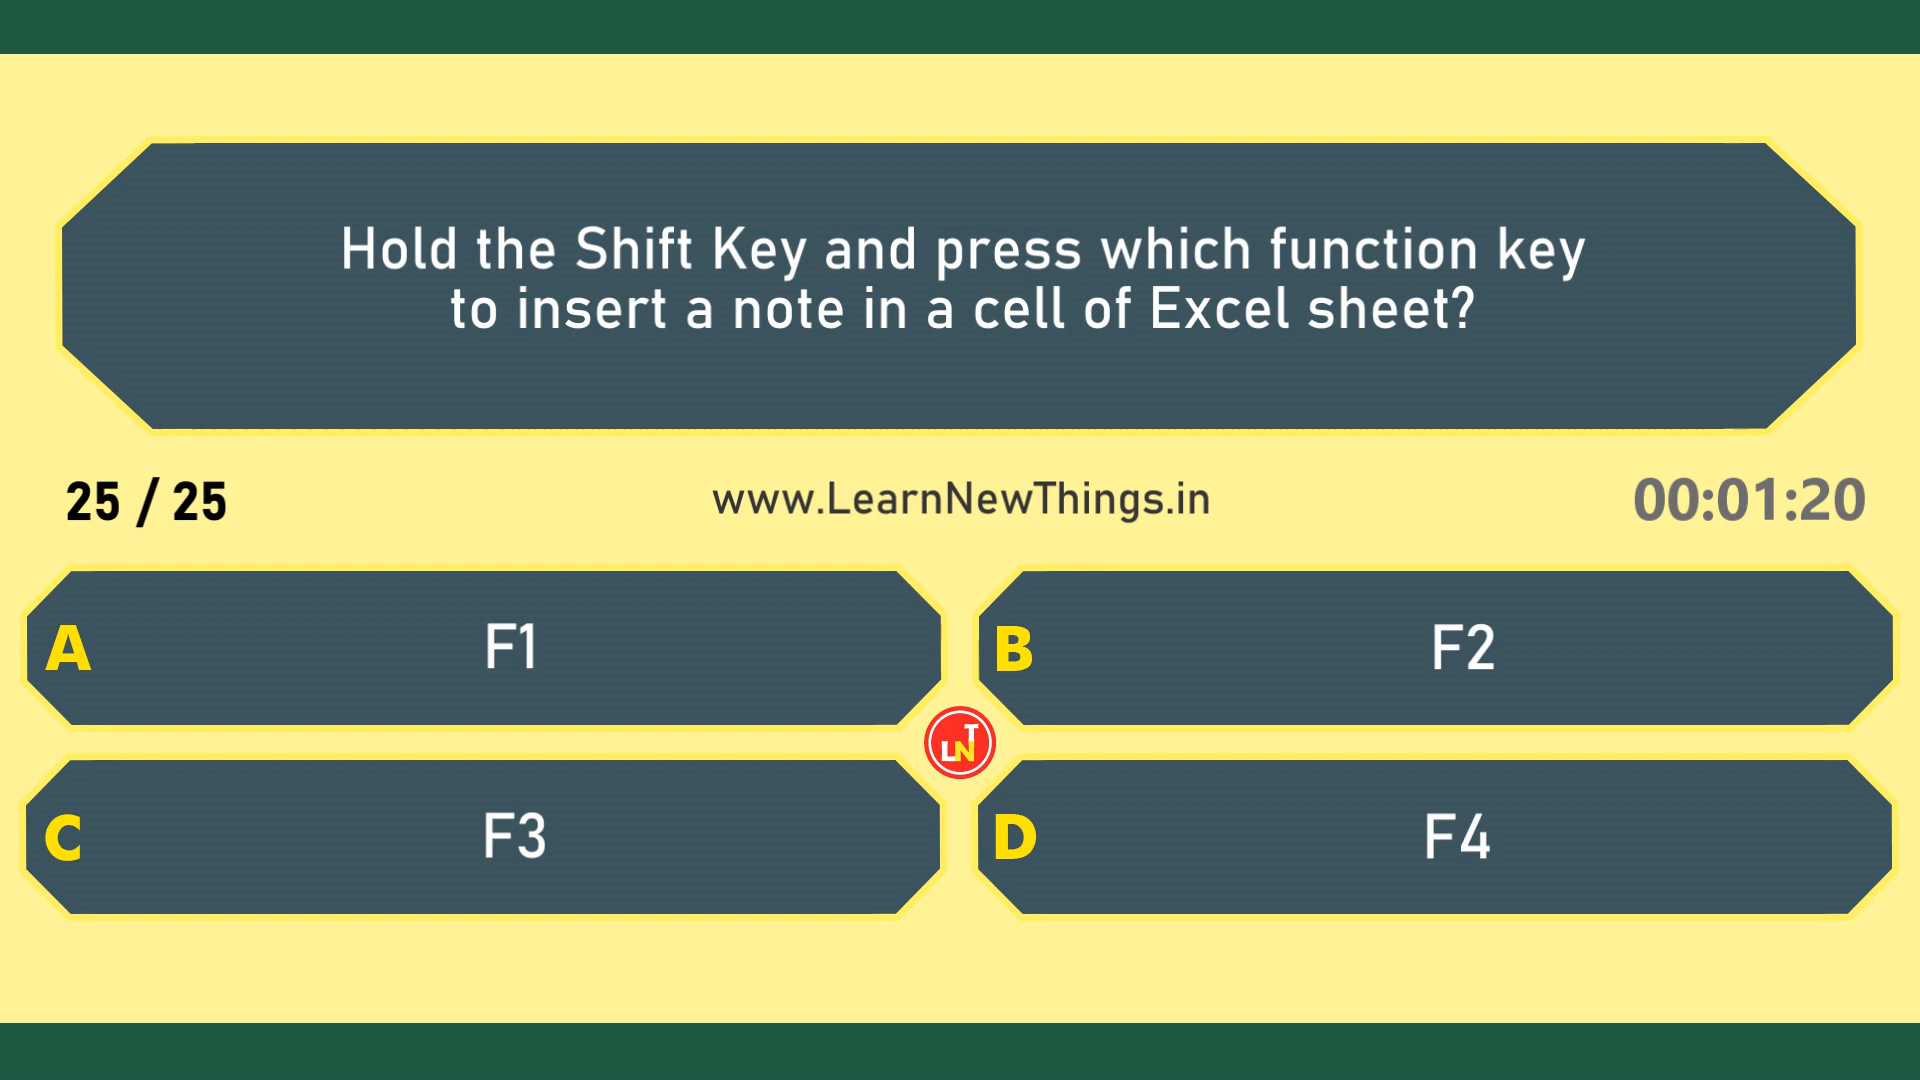 Hold the Shift Key and press which function key
to insert a note in a cell of Excel sheet?
25 / 25
www.LearnNewThings.in
00:01:20
A F1
B F2
LNT
C F3
D F4